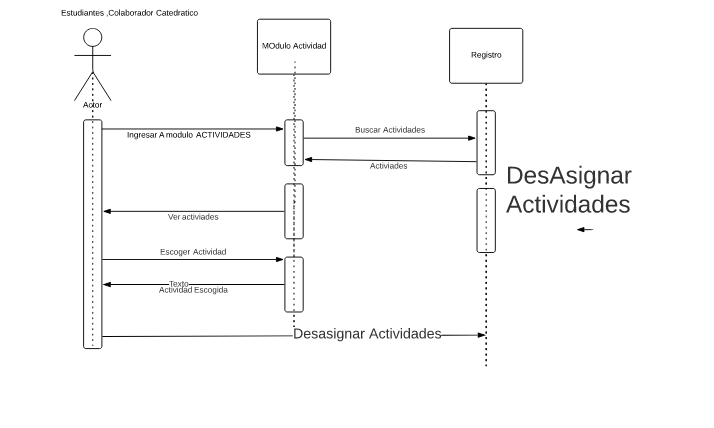 Estudiantes ,Colaborador Catedratico
MOdulo Actividad
Registro
Actor
Buscar Actividades
Ingresar A modulo ACTIVIDADES
Activiades
DesAsignar
Actividades
Ver activiades
Escoger Actividad
Texto
Actividad Escogida
Desasignar Actividades